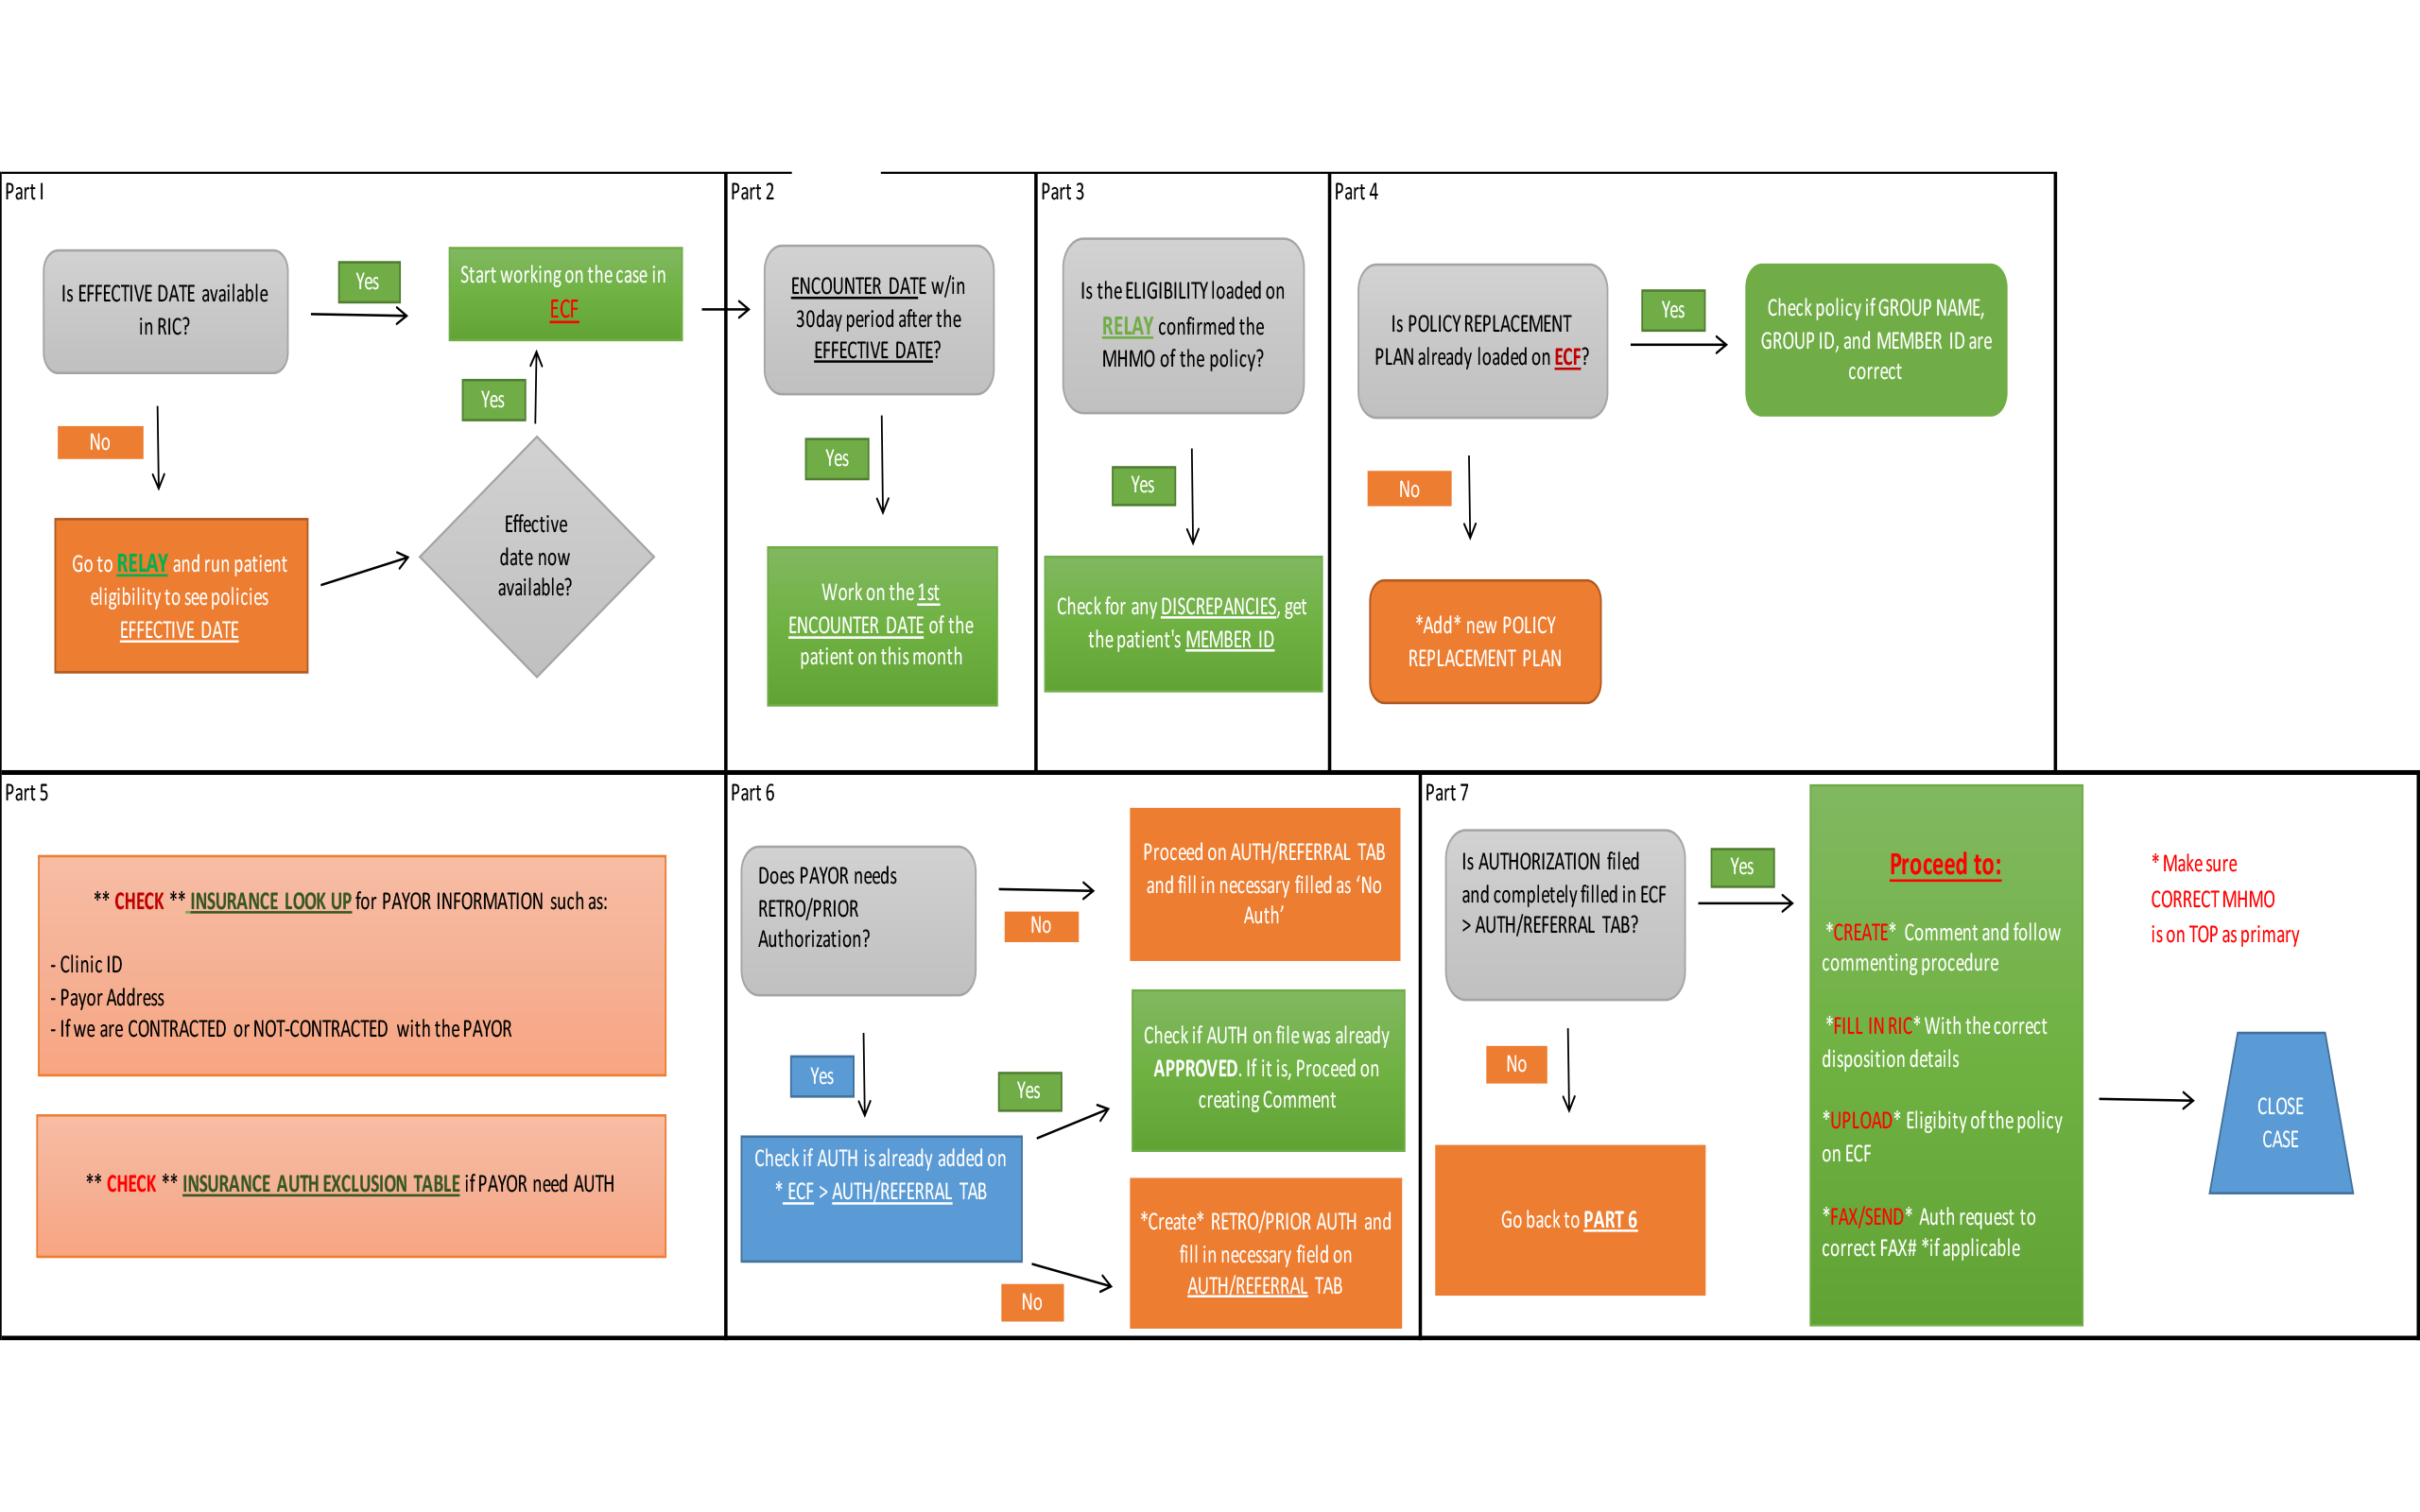 Part I
Is EFFECTIVE DATE available
in RIC?
Yes
Start working on the case in
ECF
No
Yes
Go to RELAY and run patient
eligibility to see policies
EFFECTIVE DATE
Effective
date now
available?
Part 2
ENCOUNTER DATE w/in
30day period after the
EFFECTIVE DATE?
Yes
Work on the 1st
ENCOUNTER DATE of the
patient on this month
Part 3
Is the ELIGIBILITY loaded on
RELAY confirmed the
MHMO of the policy?
Yes
Check for any DISCREPANCIES, get
the patient's MEMBER ID
Part 4
Is POLICY REPLACEMENT
PLAN already loaded on ECF?
Yes
Check policy if GROUP NAME,
GROUP ID, and MEMBER ID are
correct
No
*Add* new POLICY
REPLACEMENT PLAN
Part 5
** CHECK ** INSURANCE LOOK UP for PAYOR INFORMATION such as:
- Clinic ID
- Payor Address
- If we are CONTRACTED or NOT-CONTRACTED with the PAYOR
** CHECK ** INSURANCE AUTH EXCLUSION TABLE if PAYOR need AUTH
Part 6
Does PAYOR needs
RETRO/PRIOR
Authorization?
No
Proceed on AUTH/REFERRAL TAB
and fill in necessary filled as ‘No
Auth’
Yes
Check if AUTH is already added on
* ECF > AUTH/REFERRAL TAB
Yes
Check if AUTH on file was already
APPROVED. If it is, Proceed on
creating Comment
No
*Create* RETRO/PRIOR AUTH and
fill in necessary field on
AUTH/REFERRAL TAB
Part 7
Is AUTHORIZATION filed
and completely filled in ECF
> AUTH/REFERRAL TAB?
Yes
No
Go back to PART 6
Proceed to:
*CREATE* Comment and follow
commenting procedure
*FILL IN RIC* With the correct
disposition details
*UPLOAD* Eligibity of the policy
on ECF
*FAX/SEND* Auth request to
correct FAX# *if applicable
* Make sure
CORRECT MHMO
is on TOP as primary
CLOSE
CASE